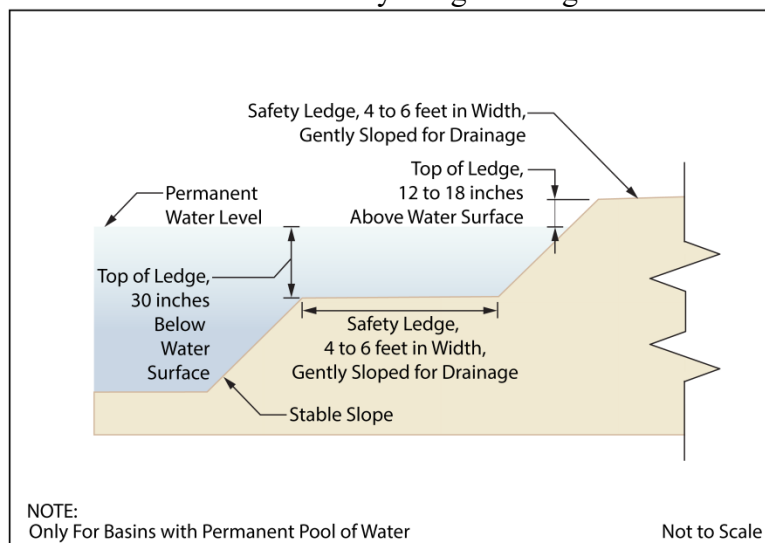 Safety Ledge, 4 to 6 feet in Width,
Gently Sloped for Drainage
Top of Ledge,
12 to 18 inches
Above Water Surface
Permanent
Water Level
Top of Ledge,
30 inches
Below
Water
Surface
Safety Ledge,
4 to 6 feet in Width,
Gently Sloped for Drainage
Stable Slope
NOTE:
Only For Basins with Permanent Pool of Water
Not to Scale